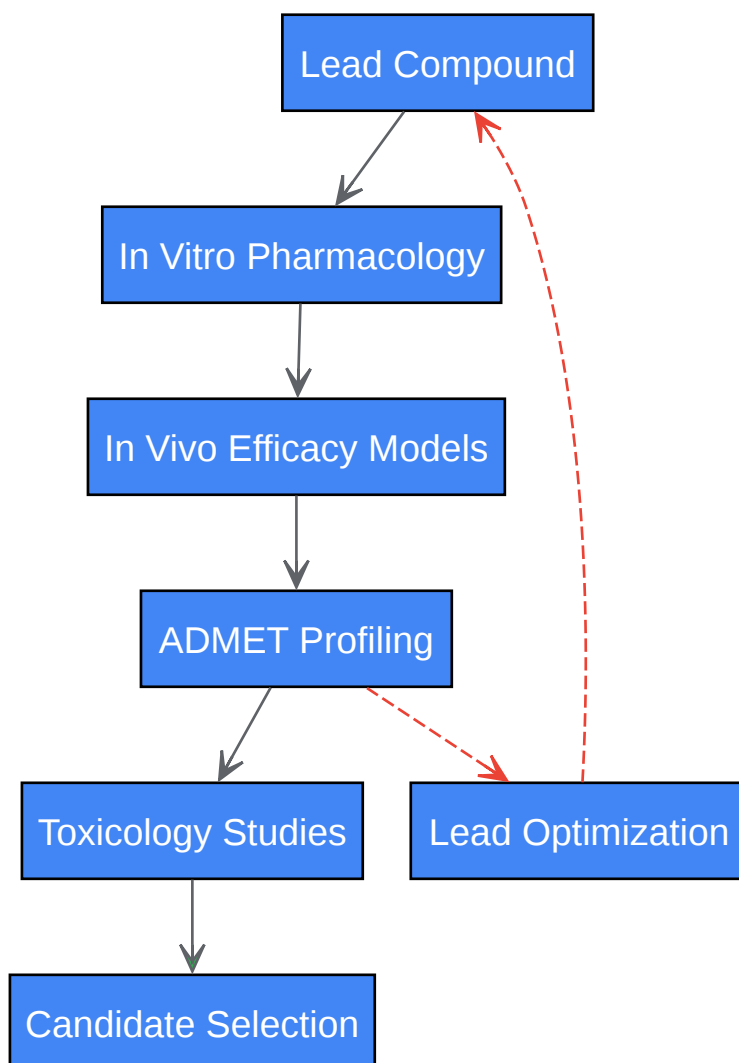 Lead Compound
In Vitro Pharmacology
In Vivo Efficacy Models
ADMET Profiling
Toxicology Studies
Lead Optimization
Candidate Selection